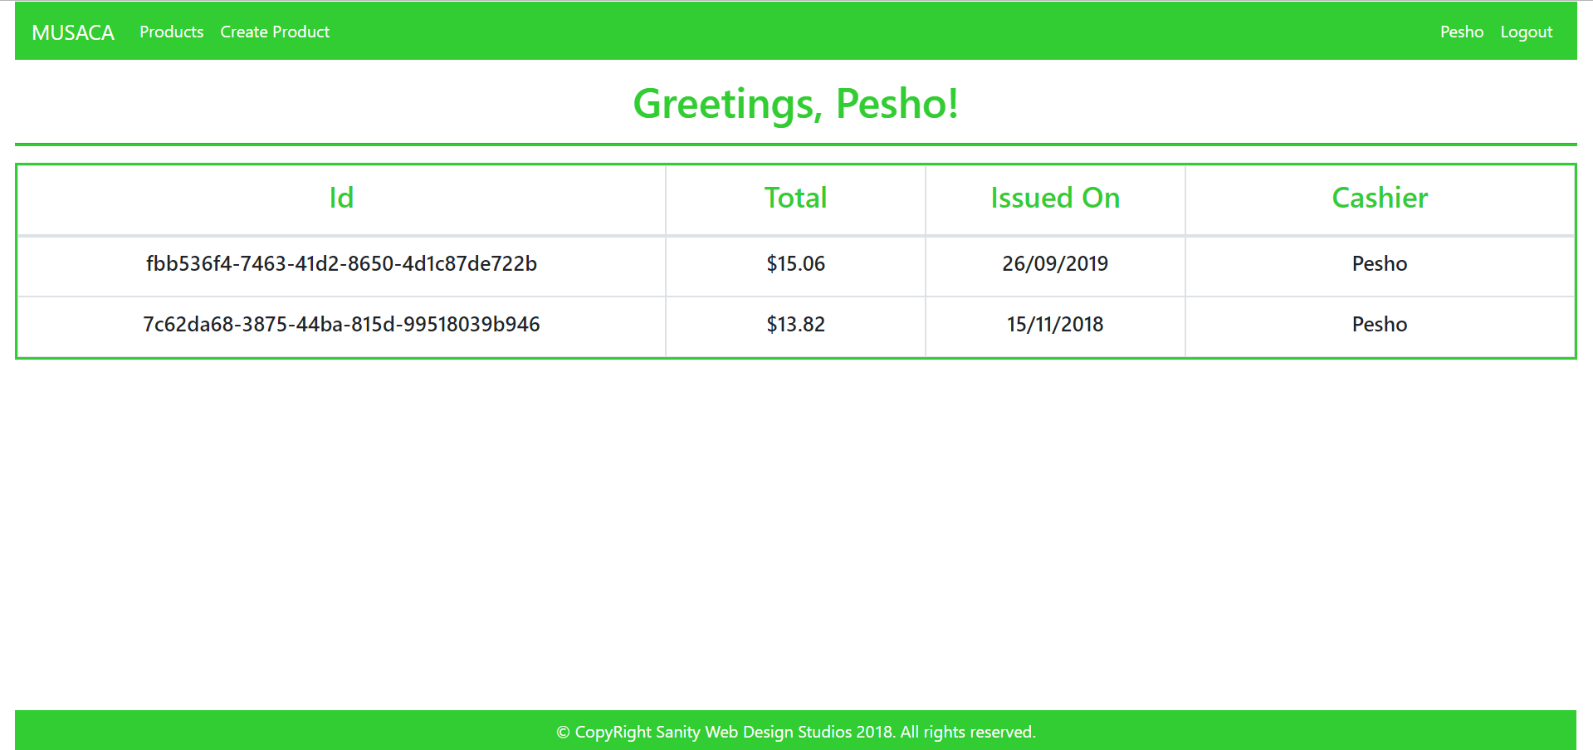 MUSACA Products Create Product Pesho Logout
Greetings, Pesho!
Id Total Issued On Cashier
fbb536f4-7463-41d2-8650-4d1c87de722b $15.06 26/09/2019 Pesho
7c62da68-3875-44ba-815d-99518039b946 $13.82 15/11/2018 Pesho
© CopyRight Sanity Web Design Studios 2018. All rights reserved.